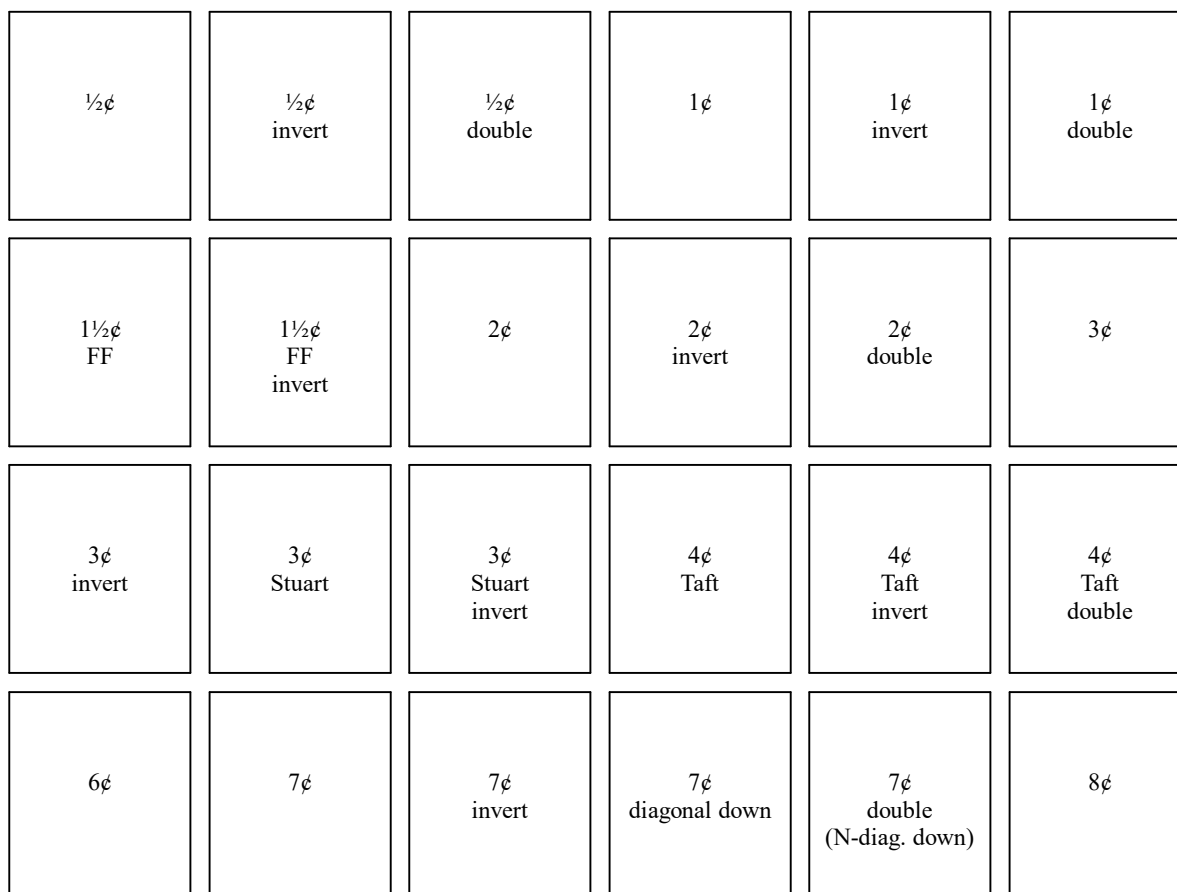 ½¢
½¢
invert
½¢
double
1¢
1¢
invert
1¢
double
1½¢
FF
1½¢
FF
invert
2¢
2¢
invert
2¢
double
3¢
3¢
invert
3¢
Stuart
3¢
Stuart
invert
4¢
Taft
4¢
Taft
invert
4¢
Taft
double
6¢
7¢
7¢
invert
7¢
diagonal down
7¢
double
(N-diag. down)
8¢